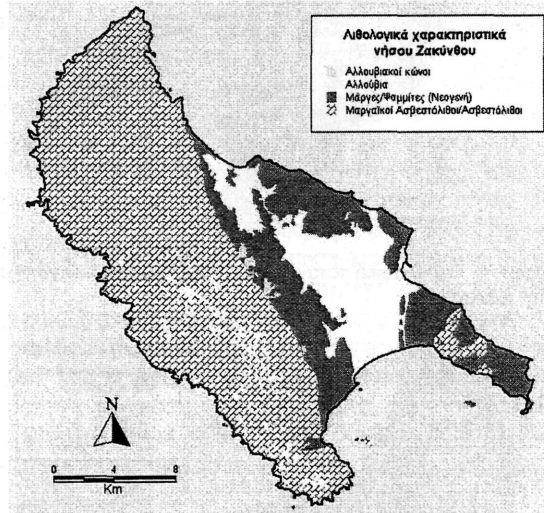 Λιθολογικά χαρακτηριστικά
νήσου Ζακύνθου
Αλλουβιακοί κώνοι
Αλλούβια
Μάργες/Ψαμμίτες (Νεογενή)
Μαργαϊκοί Ασβεστόλιθοι/Ασβεστόλιθοι
N
0 4 8
Km